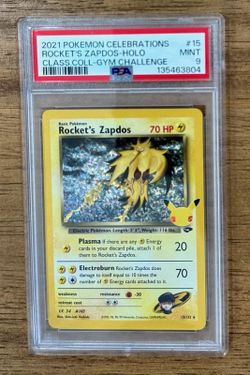 2021 POKEMON CELEBRATIONS #15
ROCKET'S ZAPDOS-HOLO MINT
CLASS COLL-GYM CHALLENGE 9
PSA 135463804
Basic Pokémon
Rocket's Zapdos 70 HP
Electric Pokémon. Length: 5' 3", Weight: 116 lbs.
Plasma If there are any Energy
cards in your discard pile, attach 1
of them to Rocket's Zapdos. 20
Electroburn Rocket's Zapdos does
damage to itself equal to 10 times the
number of Energy cards attached to it. 70
weakness resistance retreat cost
-30
LV. 34 #145
15/132